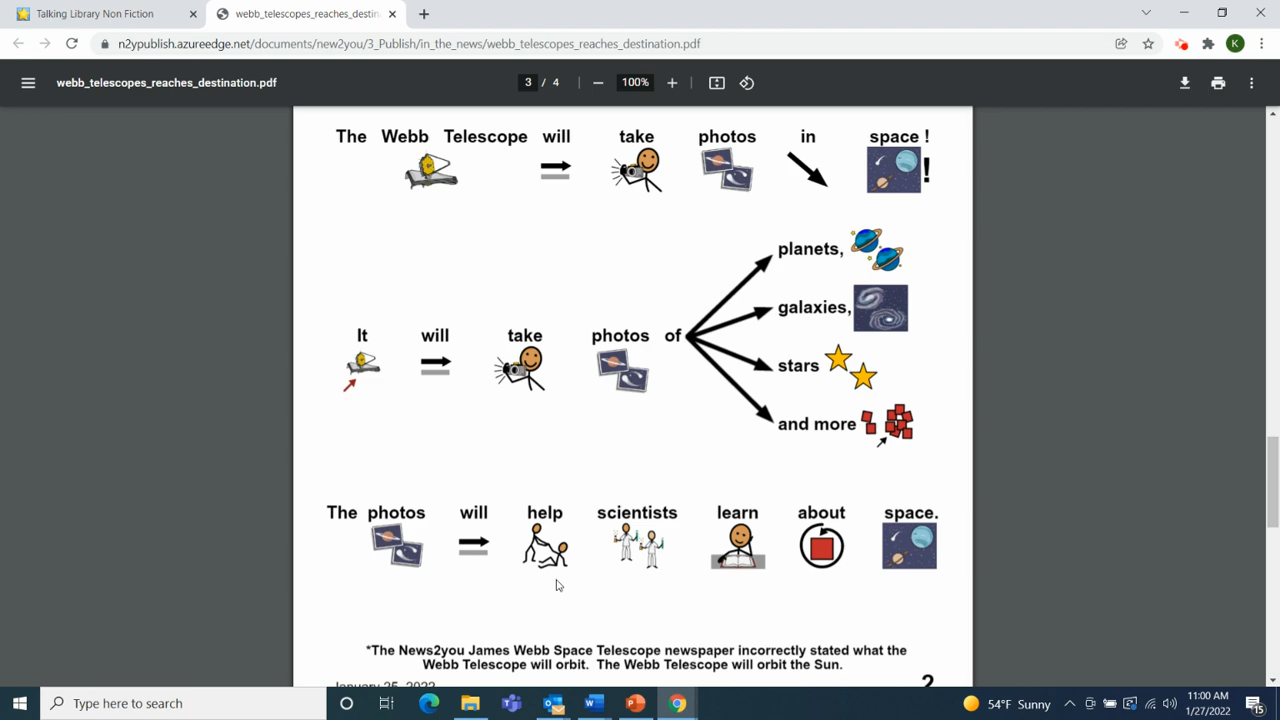 Talking Library Non Fiction
webb_telescopes_reaches_destin
n2ypublish.azureedge.net/documents/new2you/3_Publish/in_the_news/webb_telescopes_reaches_destination.pdf
K
webb_telescopes_reaches_destination.pdf
3 / 4
100%
The Webb Telescope will take photos in space !
!
planets,
galaxies,
It will take photos of
stars
and more
The photos will help scientists learn about space.
*The News2you James Webb Space Telescope newspaper incorrectly stated what the
Webb Telescope will orbit. The Webb Telescope will orbit the Sun.
January 25, 2022
2
Type here to search
54°F Sunny
11:00 AM
1/27/2022
15